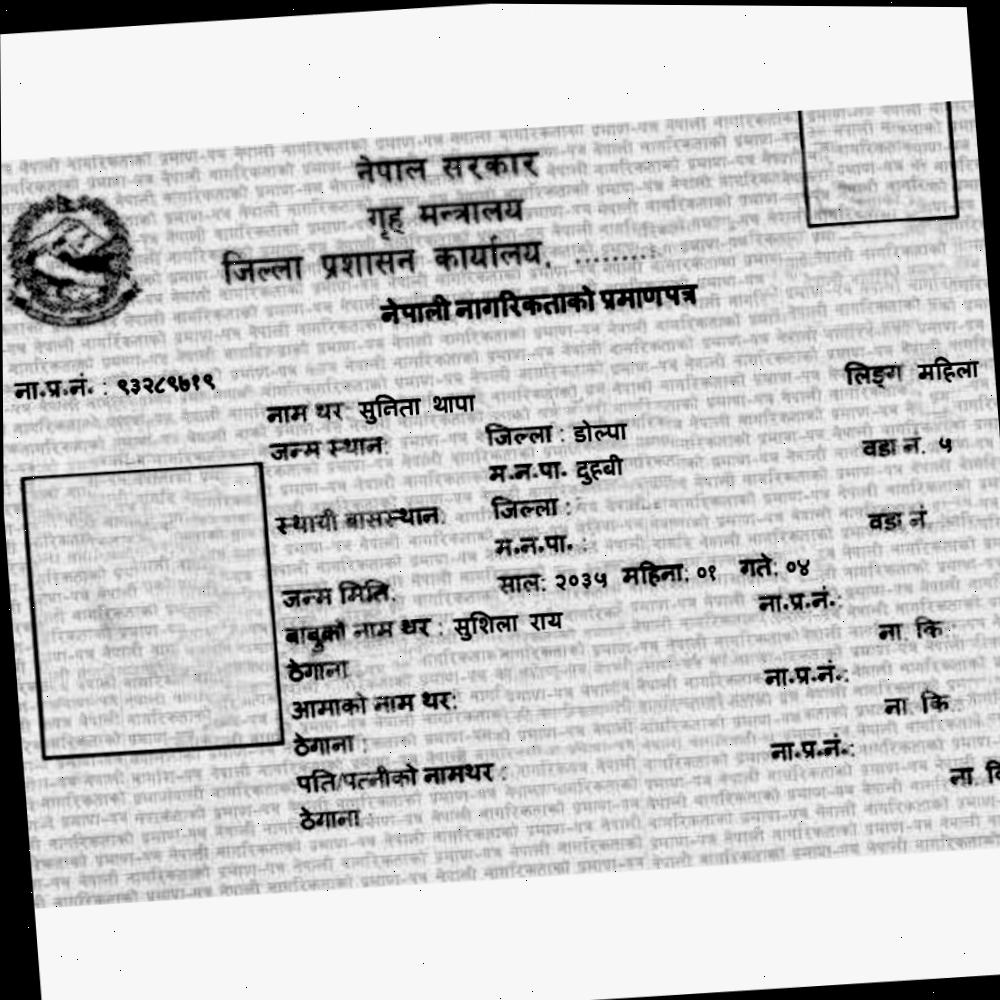 नेपाल सरकार
गृह मन्त्रालय
जिल्ला प्रशासन कार्यालय, .........
नेपाली नागरिकताको प्रमाणपत्र
ना.प्र.नं. : ९३२८९७१९
लिङ्ग महिला
नाम थर सुनिता थापा
जन्म स्थान: जिल्ला : डोल्पा
म.न.पा. दुहबी वडा नं. ५
स्थायी बासस्थान: जिल्ला :
म.न.पा. : वडा नं.
जन्म मिति: साल: २०३५ महिना: ०१ गते: ०४
बाबुको नाम थर : सुशिला राय ना.प्र.नं.:
ठेगाना ना. कि.:
आमाको नाम थर: ना.प्र.नं.:
ठेगाना : ना. कि.:
पति/पत्नीको नामथर : ना.प्र.नं.:
ठेगाना : ना.